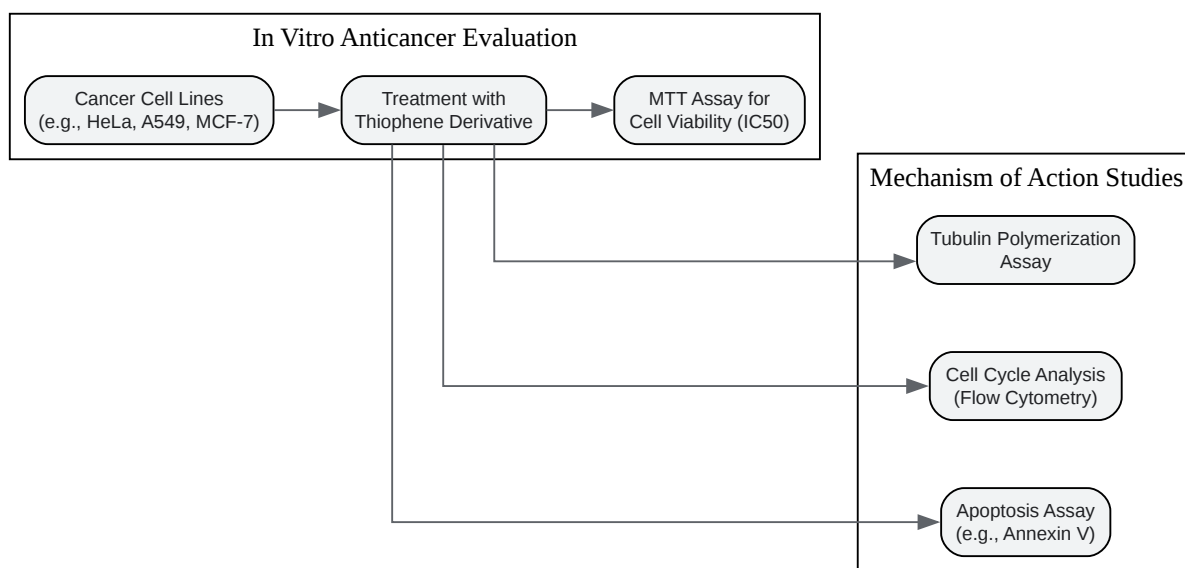 In Vitro Anticancer Evaluation
Cancer Cell Lines
(e.g., HeLa, A549, MCF-7)
Treatment with
Thiophene Derivative
MTT Assay for
Cell Viability (IC50)
Mechanism of Action Studies
Tubulin Polymerization
Assay
Cell Cycle Analysis
(Flow Cytometry)
Apoptosis Assay
(e.g., Annexin V)